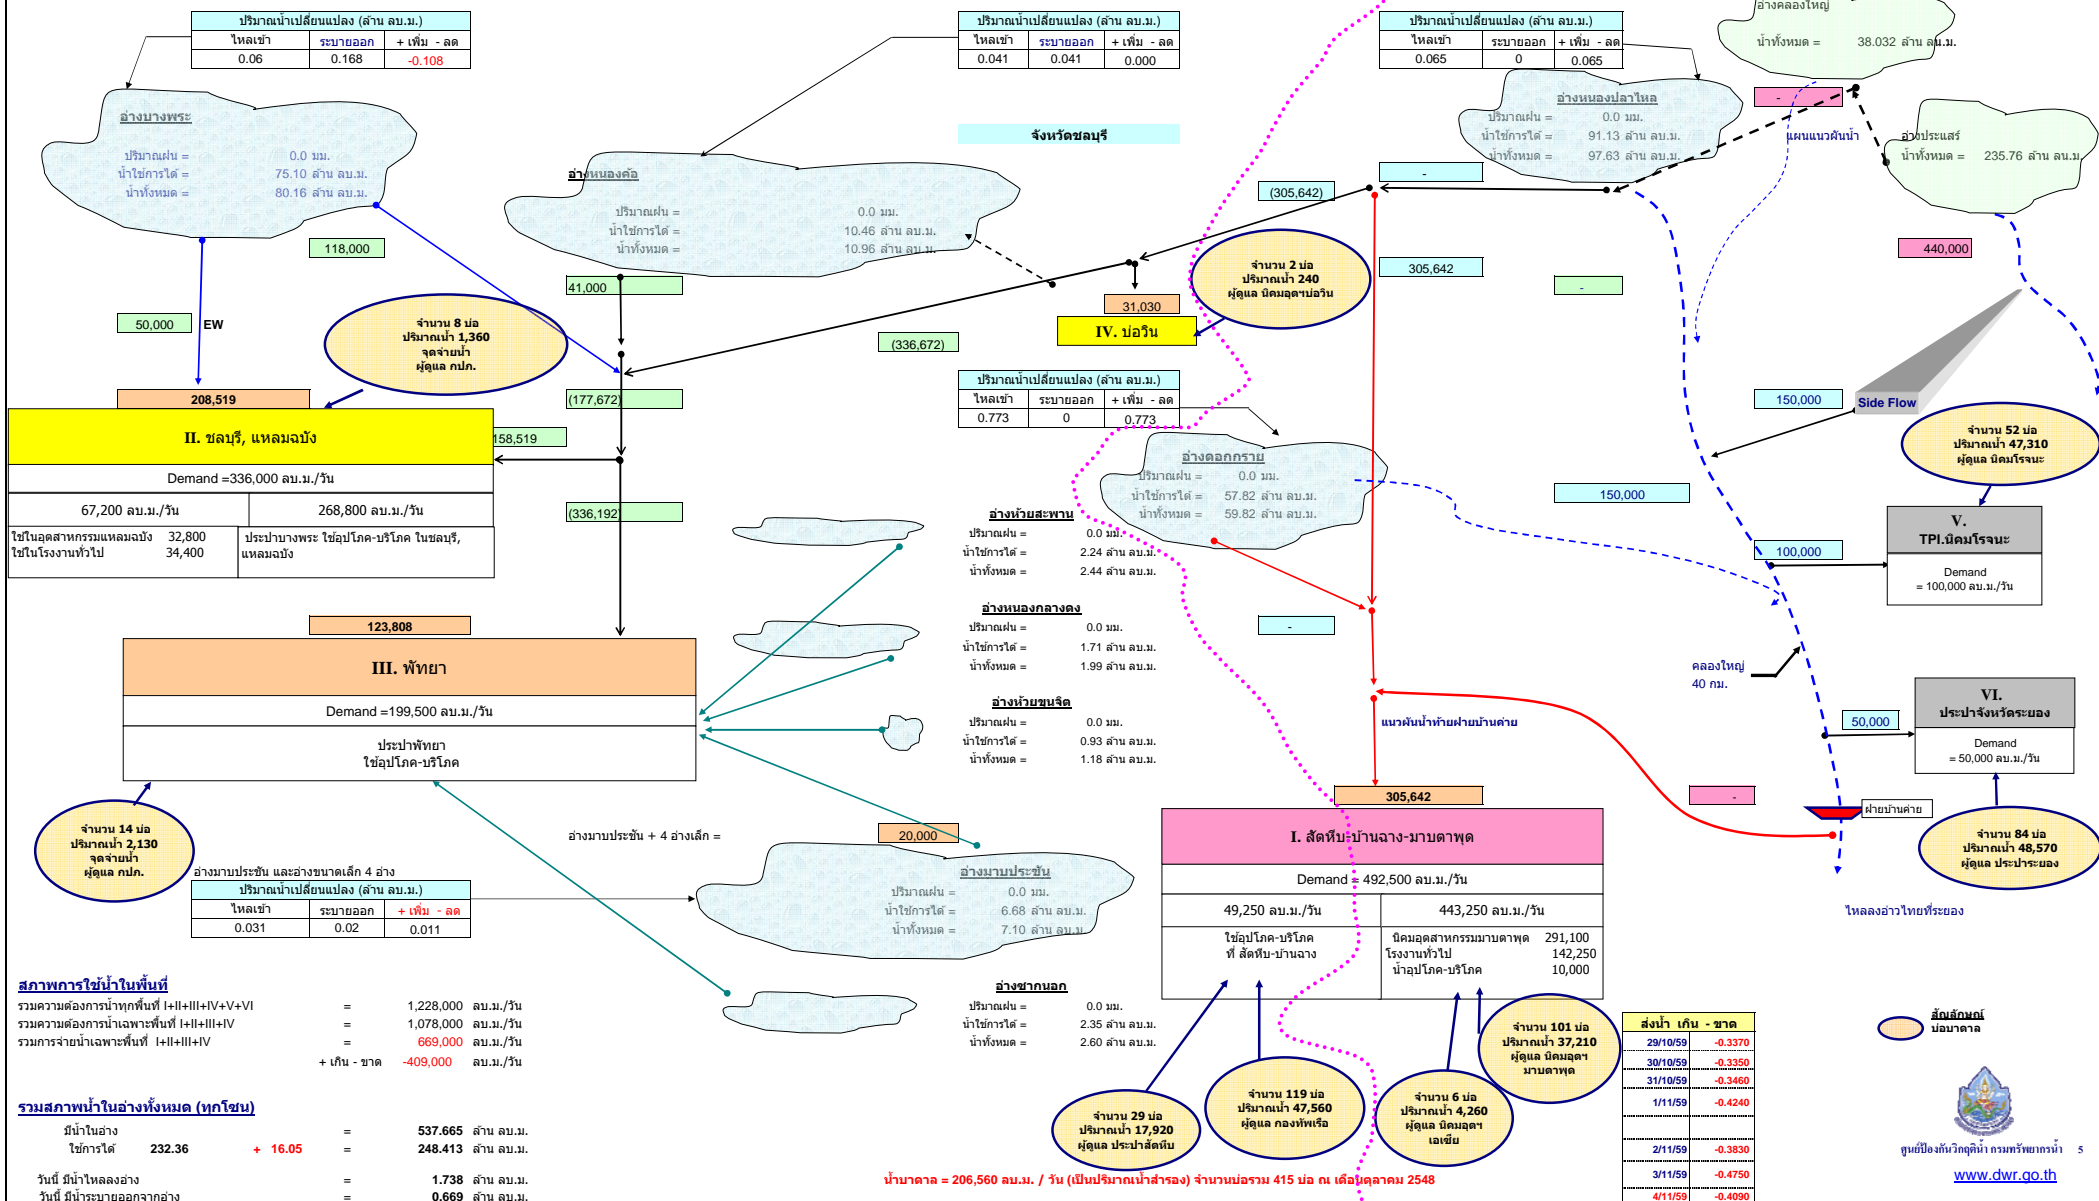 ปริมาณน้ำเปลี่ยนแปลง (ล้าน ลบ.ม.)
ไหลเข้า ระบายออก + เพิ่ม - ลด
0.06 0.168 -0.108
ปริมาณน้ำเปลี่ยนแปลง (ล้าน ลบ.ม.)
ไหลเข้า ระบายออก + เพิ่ม - ลด
0.041 0.041 0.000
ปริมาณน้ำเปลี่ยนแปลง (ล้าน ลบ.ม.)
ไหลเข้า ระบายออก + เพิ่ม - ลด
0.065 0 0.065
อ่างคลองใหญ่
น้ำทั้งหมด = 38.032 ล้าน ลบ.ม.
อ่างบางพระ
ปริมาณฝน = 0.0 มม.
น้ำใช้การได้ = 75.10 ล้าน ลบ.ม.
น้ำทั้งหมด = 80.16 ล้าน ลบ.ม.
จังหวัดชลบุรี
อ่างหนองค้อ
ปริมาณฝน = 0.0 มม.
น้ำใช้การได้ = 10.46 ล้าน ลบ.ม.
น้ำทั้งหมด = 10.96 ล้าน ลบ.ม.
อ่างหนองปลาไหล
ปริมาณฝน = 0.0 มม.
น้ำใช้การได้ = 91.13 ล้าน ลบ.ม.
น้ำทั้งหมด = 97.63 ล้าน ลบ.ม.
-
แผนแนวผันน้ำ
อ่างประแสร์
น้ำทั้งหมด = 235.76 ล้าน ลบ.ม.
-
(305,642)
118,000
440,000
305,642
41,000
-
จำนวน 2 บ่อ
ปริมาณน้ำ 240
ผู้ดูแล นิคมอุตฯบ่อวิน
31,030
IV. บ่อวิน
50,000 EW
จำนวน 8 บ่อ
ปริมาณน้ำ 1,360
จุดจ่ายน้ำ
ผู้ดูแล กปภ.
(336,672)
ปริมาณน้ำเปลี่ยนแปลง (ล้าน ลบ.ม.)
ไหลเข้า ระบายออก + เพิ่ม - ลด
0.773 0 0.773
208,519
(177,672)
II. ชลบุรี, แหลมฉบัง
158,519
Demand =336,000 ลบ.ม./วัน
67,200 ลบ.ม./วัน 268,800 ลบ.ม./วัน
ใช้ในอุตสาหกรรมแหลมฉบัง 32,800
ใช้ในโรงงานทั่วไป 34,400
ประปาบางพระ ใช้อุปโภค-บริโภค ในชลบุรี,
แหลมฉบัง
(336,192)
150,000 Side Flow
จำนวน 52 บ่อ
ปริมาณน้ำ 47,310
ผู้ดูแล นิคมโรจนะ
อ่างดอกกราย
ปริมาณฝน = 0.0 มม.
น้ำใช้การได้ = 57.82 ล้าน ลบ.ม.
น้ำทั้งหมด = 59.82 ล้าน ลบ.ม.
150,000
V.
TPI.นิคมโรจนะ
Demand
= 100,000 ลบ.ม./วัน
100,000
อ่างห้วยสะพาน
ปริมาณฝน = 0.0 มม.
น้ำใช้การได้ = 2.24 ล้าน ลบ.ม.
น้ำทั้งหมด = 2.44 ล้าน ลบ.ม.
อ่างหนองกลางดง
ปริมาณฝน = 0.0 มม.
น้ำใช้การได้ = 1.71 ล้าน ลบ.ม.
น้ำทั้งหมด = 1.99 ล้าน ลบ.ม.
-
123,808
III. พัทยา
Demand =199,500 ลบ.ม./วัน
ประปาพัทยา
ใช้อุปโภค-บริโภค
อ่างห้วยขุนจิต
ปริมาณฝน = 0.0 มม.
น้ำใช้การได้ = 0.93 ล้าน ลบ.ม.
น้ำทั้งหมด = 1.18 ล้าน ลบ.ม.
คลองใหญ่
40 กม.
แนวผันน้ำท้ายฝายบ้านค่าย
VI.
ประปาจังหวัดระยอง
Demand
= 50,000 ลบ.ม./วัน
50,000
305,642
-
ฝายบ้านค่าย
จำนวน 14 บ่อ
ปริมาณน้ำ 2,130
จุดจ่ายน้ำ
ผู้ดูแล กปภ.
อ่างมาบประชัน + 4 อ่างเล็ก = 20,000
I. สัตหีบ-บ้านฉาง-มาบตาพุด
Demand = 492,500 ลบ.ม./วัน
49,250 ลบ.ม./วัน 443,250 ลบ.ม./วัน
ใช้อุปโภค-บริโภค
ที่ สัตหีบ-บ้านฉาง
นิคมอุตสาหกรรมมาบตาพุด 291,100
โรงงานทั่วไป 142,250
น้ำอุปโภค-บริโภค 10,000
จำนวน 84 บ่อ
ปริมาณน้ำ 48,570
ผู้ดูแล ประปาระยอง
ไหลลงอ่าวไทยที่ระยอง
อ่างมาบประชัน และอ่างขนาดเล็ก 4 อ่าง
ปริมาณน้ำเปลี่ยนแปลง (ล้าน ลบ.ม.)
ไหลเข้า ระบายออก + เพิ่ม - ลด
0.031 0.02 0.011
อ่างมาบประชัน
ปริมาณฝน = 0.0 มม.
น้ำใช้การได้ = 6.68 ล้าน ลบ.ม.
น้ำทั้งหมด = 7.10 ล้าน ลบ.ม.
อ่างซากนอก
ปริมาณฝน = 0.0 มม.
น้ำใช้การได้ = 2.35 ล้าน ลบ.ม.
น้ำทั้งหมด = 2.60 ล้าน ลบ.ม.
สภาพการใช้น้ำในพื้นที่
รวมความต้องการน้ำทุกพื้นที่ I+II+III+IV+V+VI = 1,228,000 ลบ.ม./วัน
รวมความต้องการน้ำเฉพาะพื้นที่ I+II+III+IV = 1,078,000 ลบ.ม./วัน
รวมการจ่ายน้ำเฉพาะพื้นที่ I+II+III+IV = 669,000 ลบ.ม./วัน
+ เกิน - ขาด -409,000 ลบ.ม./วัน
รวมสภาพน้ำในอ่างทั้งหมด (ทุกโซน)
มีน้ำในอ่าง = 537.665 ล้าน ลบ.ม.
ใช้การได้ 232.36 + 16.05 = 248.413 ล้าน ลบ.ม.
วันนี้ มีน้ำไหลลงอ่าง = 1.738 ล้าน ลบ.ม.
วันนี้ มีน้ำระบายออกจากอ่าง = 0.669 ล้าน ลบ.ม.
จำนวน 29 บ่อ
ปริมาณน้ำ 17,920
ผู้ดูแล ประปาสัตหีบ
จำนวน 119 บ่อ
ปริมาณน้ำ 47,560
ผู้ดูแล กองทัพเรือ
จำนวน 6 บ่อ
ปริมาณน้ำ 4,260
ผู้ดูแล นิคมอุตฯ
เอเซีย
จำนวน 101 บ่อ
ปริมาณน้ำ 37,210
ผู้ดูแล นิคมอุตฯ
มาบตาพุด
ส่งน้ำ เกิน - ขาด
29/10/59 -0.3370
30/10/59 -0.3350
31/10/59 -0.3460
1/11/59 -0.4240
2/11/59 -0.3830
3/11/59 -0.4750
4/11/59 -0.4090
สัญลักษณ์
บ่อบาดาล
น้ำบาดาล = 206,560 ลบ.ม. / วัน (เป็นปริมาณน้ำสำรอง) จำนวนบ่อรวม 415 บ่อ ณ เดือนตุลาคม 2548
ศูนย์ป้องกันวิกฤติน้ำ กรมทรัพยากรน้ำ 5
www.dwr.go.th